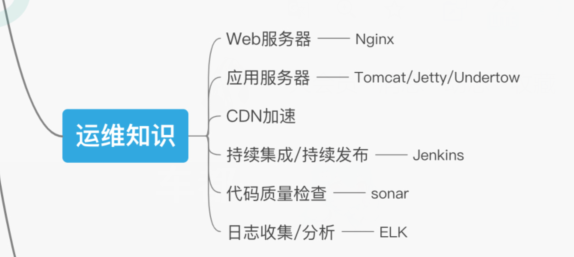 Web服务器 Nginx
应用服务器 Tomcat/Jetty/Undertow
CDN加速
运维知识
持续集成/持续发布 Jenkins
代码质量检查 sonar
日志收集/分析 ELK